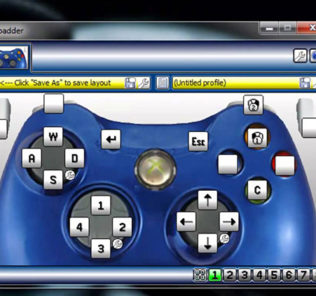 padder
<--- Click "Save As" to save layout
(Untitled profile)
W
Esc
A
D
S
C
1
4
2
3
1 2 3 4 5 6 7